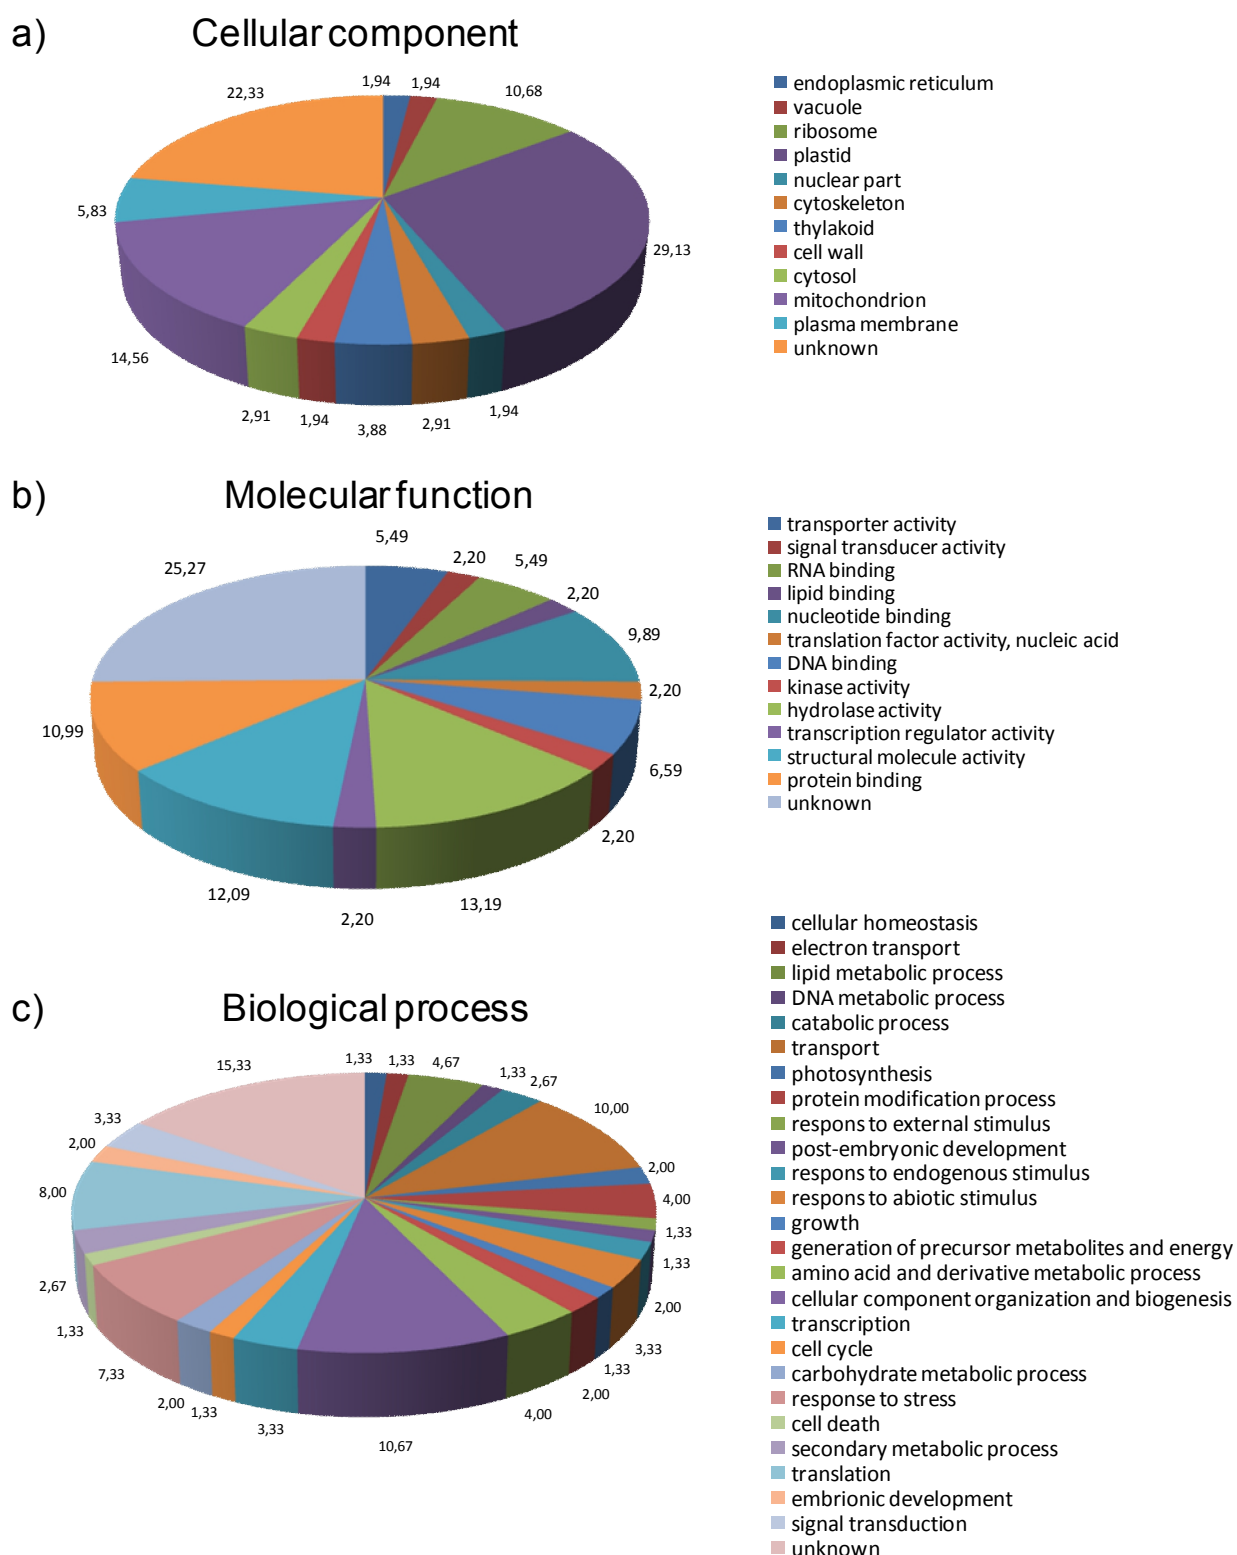 a)
Cellular component
1,94
1,94
10,68
29,13
1,94
2,91
3,88
1,94
2,91
14,56
5,83
22,33
endoplasmic reticulum
vacuole
ribosome
plastid
nuclear part
cytoskeleton
thylakoid
cell wall
cytosol
mitochondrion
plasma membrane
unknown
b)
Molecular function
5,49
2,20
5,49
2,20
9,89
2,20
6,59
2,20
13,19
2,20
12,09
10,99
25,27
transporter activity
signal transducer activity
RNA binding
lipid binding
nucleotide binding
translation factor activity, nucleic acid
DNA binding
kinase activity
hydrolase activity
transcription regulator activity
structural molecule activity
protein binding
unknown
c)
Biological process
1,33
1,33
4,67
1,33
2,67
10,00
2,00
4,00
1,33
1,33
2,00
3,33
1,33
2,00
4,00
10,67
3,33
1,33
2,00
7,33
1,33
2,67
8,00
2,00
3,33
15,33
cellular homeostasis
electron transport
lipid metabolic process
DNA metabolic process
catabolic process
transport
photosynthesis
protein modification process
respons to external stimulus
post-embryonic development
respons to endogenous stimulus
respons to abiotic stimulus
growth
generation of precursor metabolites and energy
amino acid and derivative metabolic process
cellular component organization and biogenesis
transcription
cell cycle
carbohydrate metabolic process
response to stress
cell death
secondary metabolic process
translation
embrionic development
signal transduction
unknown